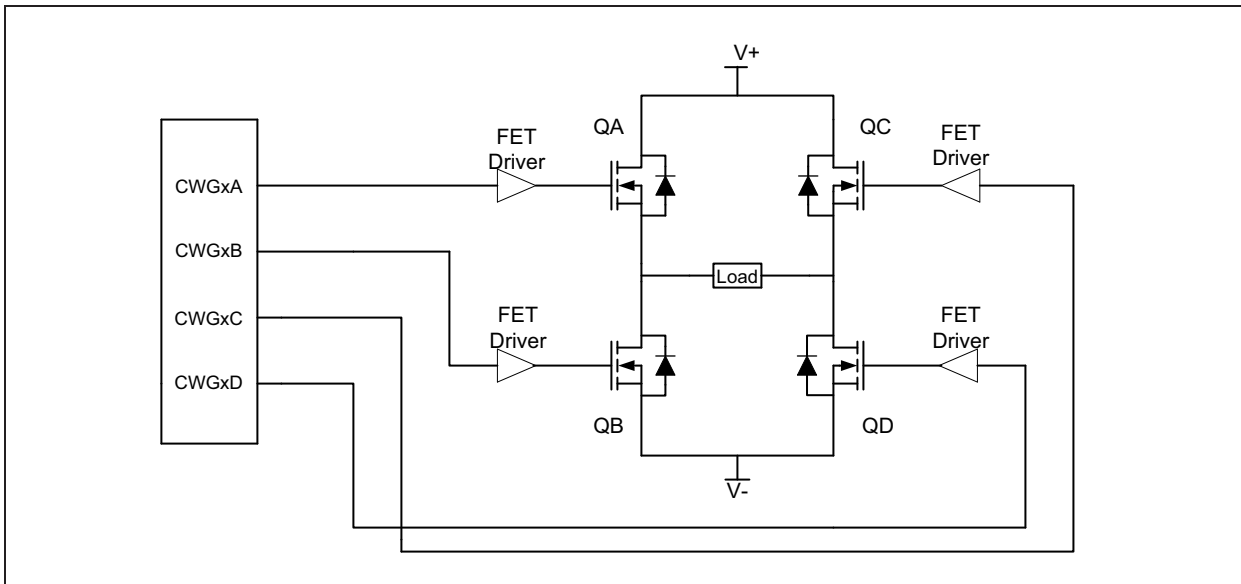 V+
QA
QC
FET
Driver
FET
Driver
CWGxA
CWGxB
Load
CWGxC
FET
Driver
FET
Driver
CWGxD
QB
QD
V-